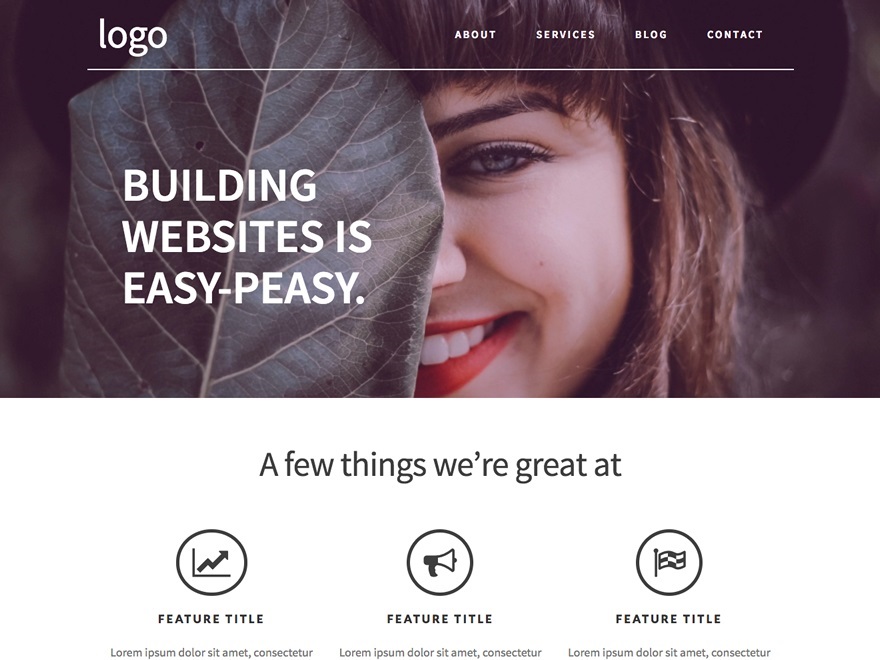 logo
ABOUT SERVICES BLOG CONTACT
BUILDING
WEBSITES IS
EASY-PEASY.
A few things we’re great at
FEATURE TITLE FEATURE TITLE FEATURE TITLE
Lorem ipsum dolor sit amet, consectetur Lorem ipsum dolor sit amet, consectetur Lorem ipsum dolor sit amet, consectetur